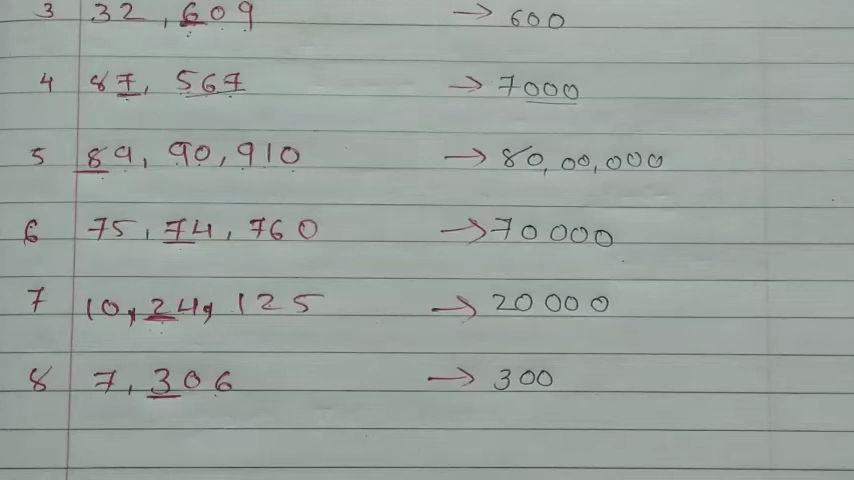 3 32,609 → 600
4 87,567 → 7000
5 89,90,910 → 80,00,000
6 75,74,760 → 70000
7 10,24,125 → 20000
8 7,306 → 300